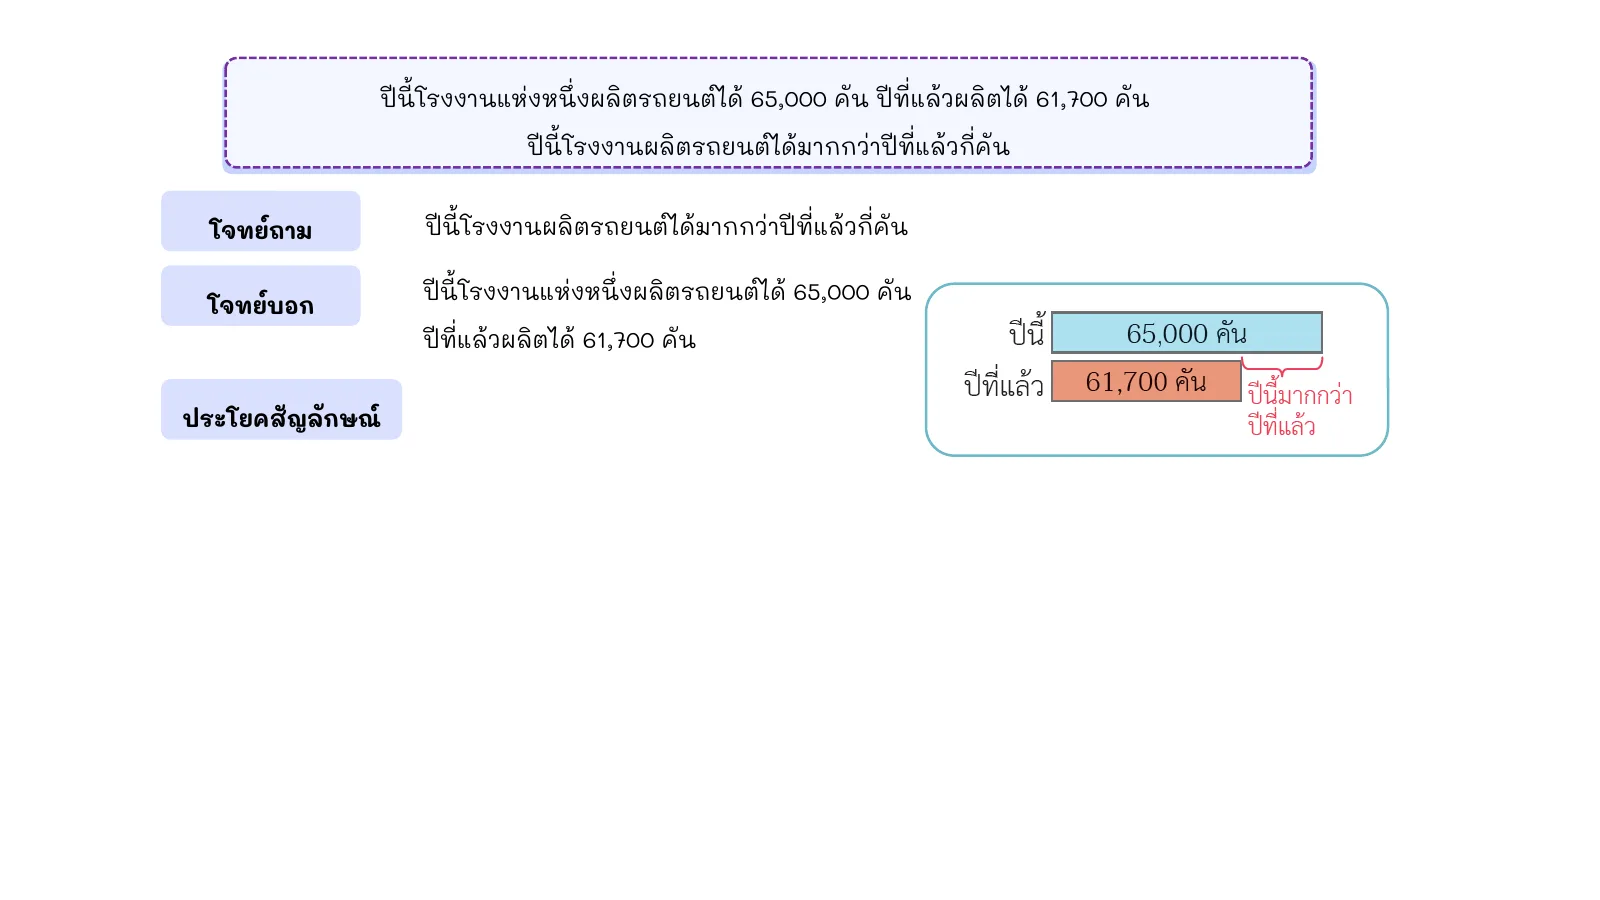 ปีนี้โรงงานแห่งหนึ่งผลิตรถยนต์ได้ 65,000 คัน ปีที่แล้วผลิตได้ 61,700 คัน
ปีนี้โรงงานผลิตรถยนต์ได้มากกว่าปีที่แล้วกี่คัน
โจทย์ถาม
ปีนี้โรงงานผลิตรถยนต์ได้มากกว่าปีที่แล้วกี่คัน
โจทย์บอก
ปีนี้โรงงานแห่งหนึ่งผลิตรถยนต์ได้ 65,000 คัน
ปีที่แล้วผลิตได้ 61,700 คัน
ปีนี้ 65,000 คัน
ปีที่แล้ว 61,700 คัน
ปีนี้มากกว่า
ปีที่แล้ว
ประโยคสัญลักษณ์